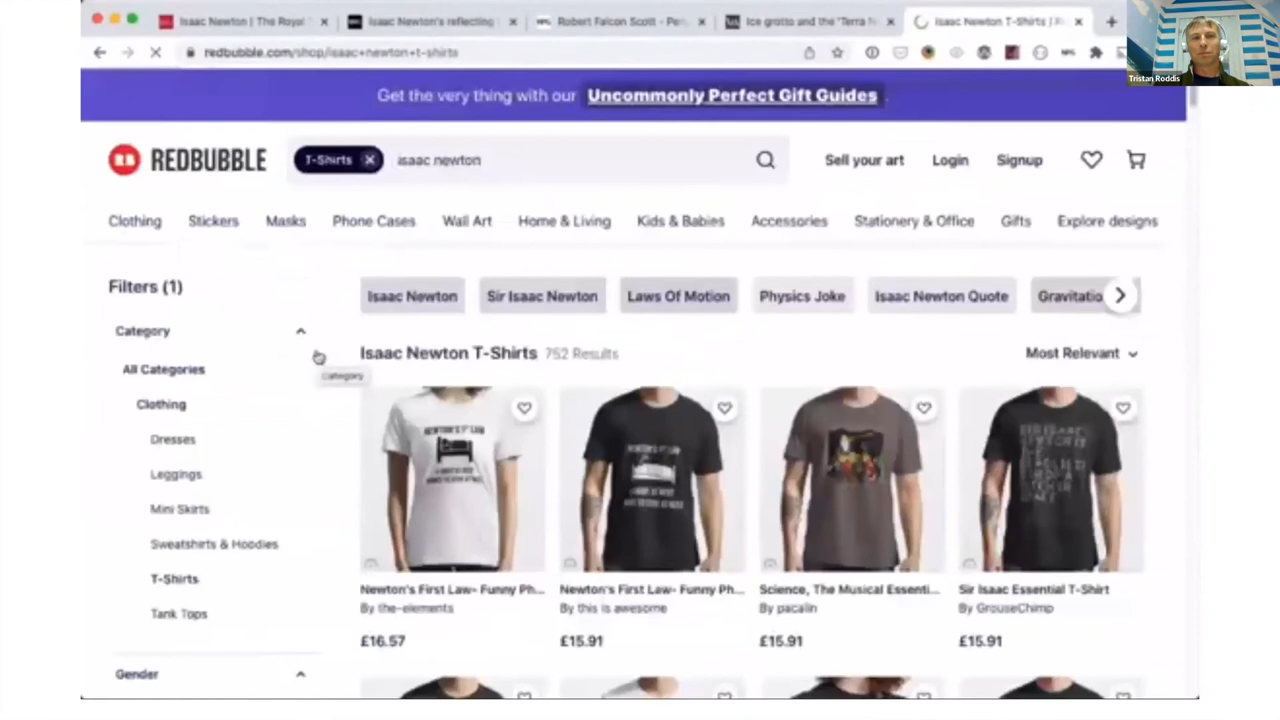 Isaac Newton | The Royal
Isaac Newton's reflecting
Robert Falcon Scott - Per
Ice grotto and the "Terra N
Isaac Newton T-Shirts | R
redbubble.com/shop/isaac+newton+t-shirts
Tristan Roddis
Get the very thing with our Uncommonly Perfect Gift Guides
RB REDBUBBLE
T-Shirts
isaac newton
Sell your art
Login
Signup
Clothing
Stickers
Masks
Phone Cases
Wall Art
Home & Living
Kids & Babies
Accessories
Stationery & Office
Gifts
Explore designs
Filters (1)
Category
Category
All Categories
Clothing
Dresses
Leggings
Mini Skirts
Sweatshirts & Hoodies
T-Shirts
Tank Tops
Gender
Isaac Newton
Sir Isaac Newton
Laws Of Motion
Physics Joke
Isaac Newton Quote
Gravitatio
Isaac Newton T-Shirts 752 Results
Most Relevant
NEWTON'S 1ST LAW
Newton's First Law- Funny Ph...
By the-elements
£16.57
Newton's First Law- Funny Ph...
By this is awesome
£15.91
Science, The Musical Essenti...
By pacalin
£15.91
Sir Isaac Essential T-Shirt
By GrouseChimp
£15.91